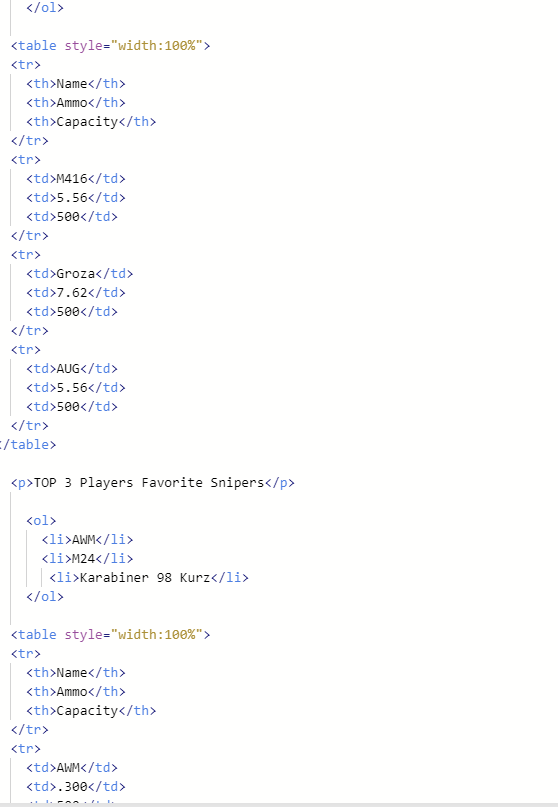 </ol>
<table style="width:100%">
<tr>
<th>Name</th>
<th>Ammo</th>
<th>Capacity</th>
</tr>
<tr>
<td>M416</td>
<td>5.56</td>
<td>500</td>
</tr>
<tr>
<td>Groza</td>
<td>7.62</td>
<td>500</td>
</tr>
<tr>
<td>AUG</td>
<td>5.56</td>
<td>500</td>
</tr>
/table>
<p>TOP 3 Players Favorite Snipers</p>
<ol>
<li>AWM</li>
<li>M24</li>
<li>Karabiner 98 Kurz</li>
</ol>
<table style="width:100%">
<tr>
<th>Name</th>
<th>Ammo</th>
<th>Capacity</th>
</tr>
<tr>
<td>AWM</td>
<td>.300</td>